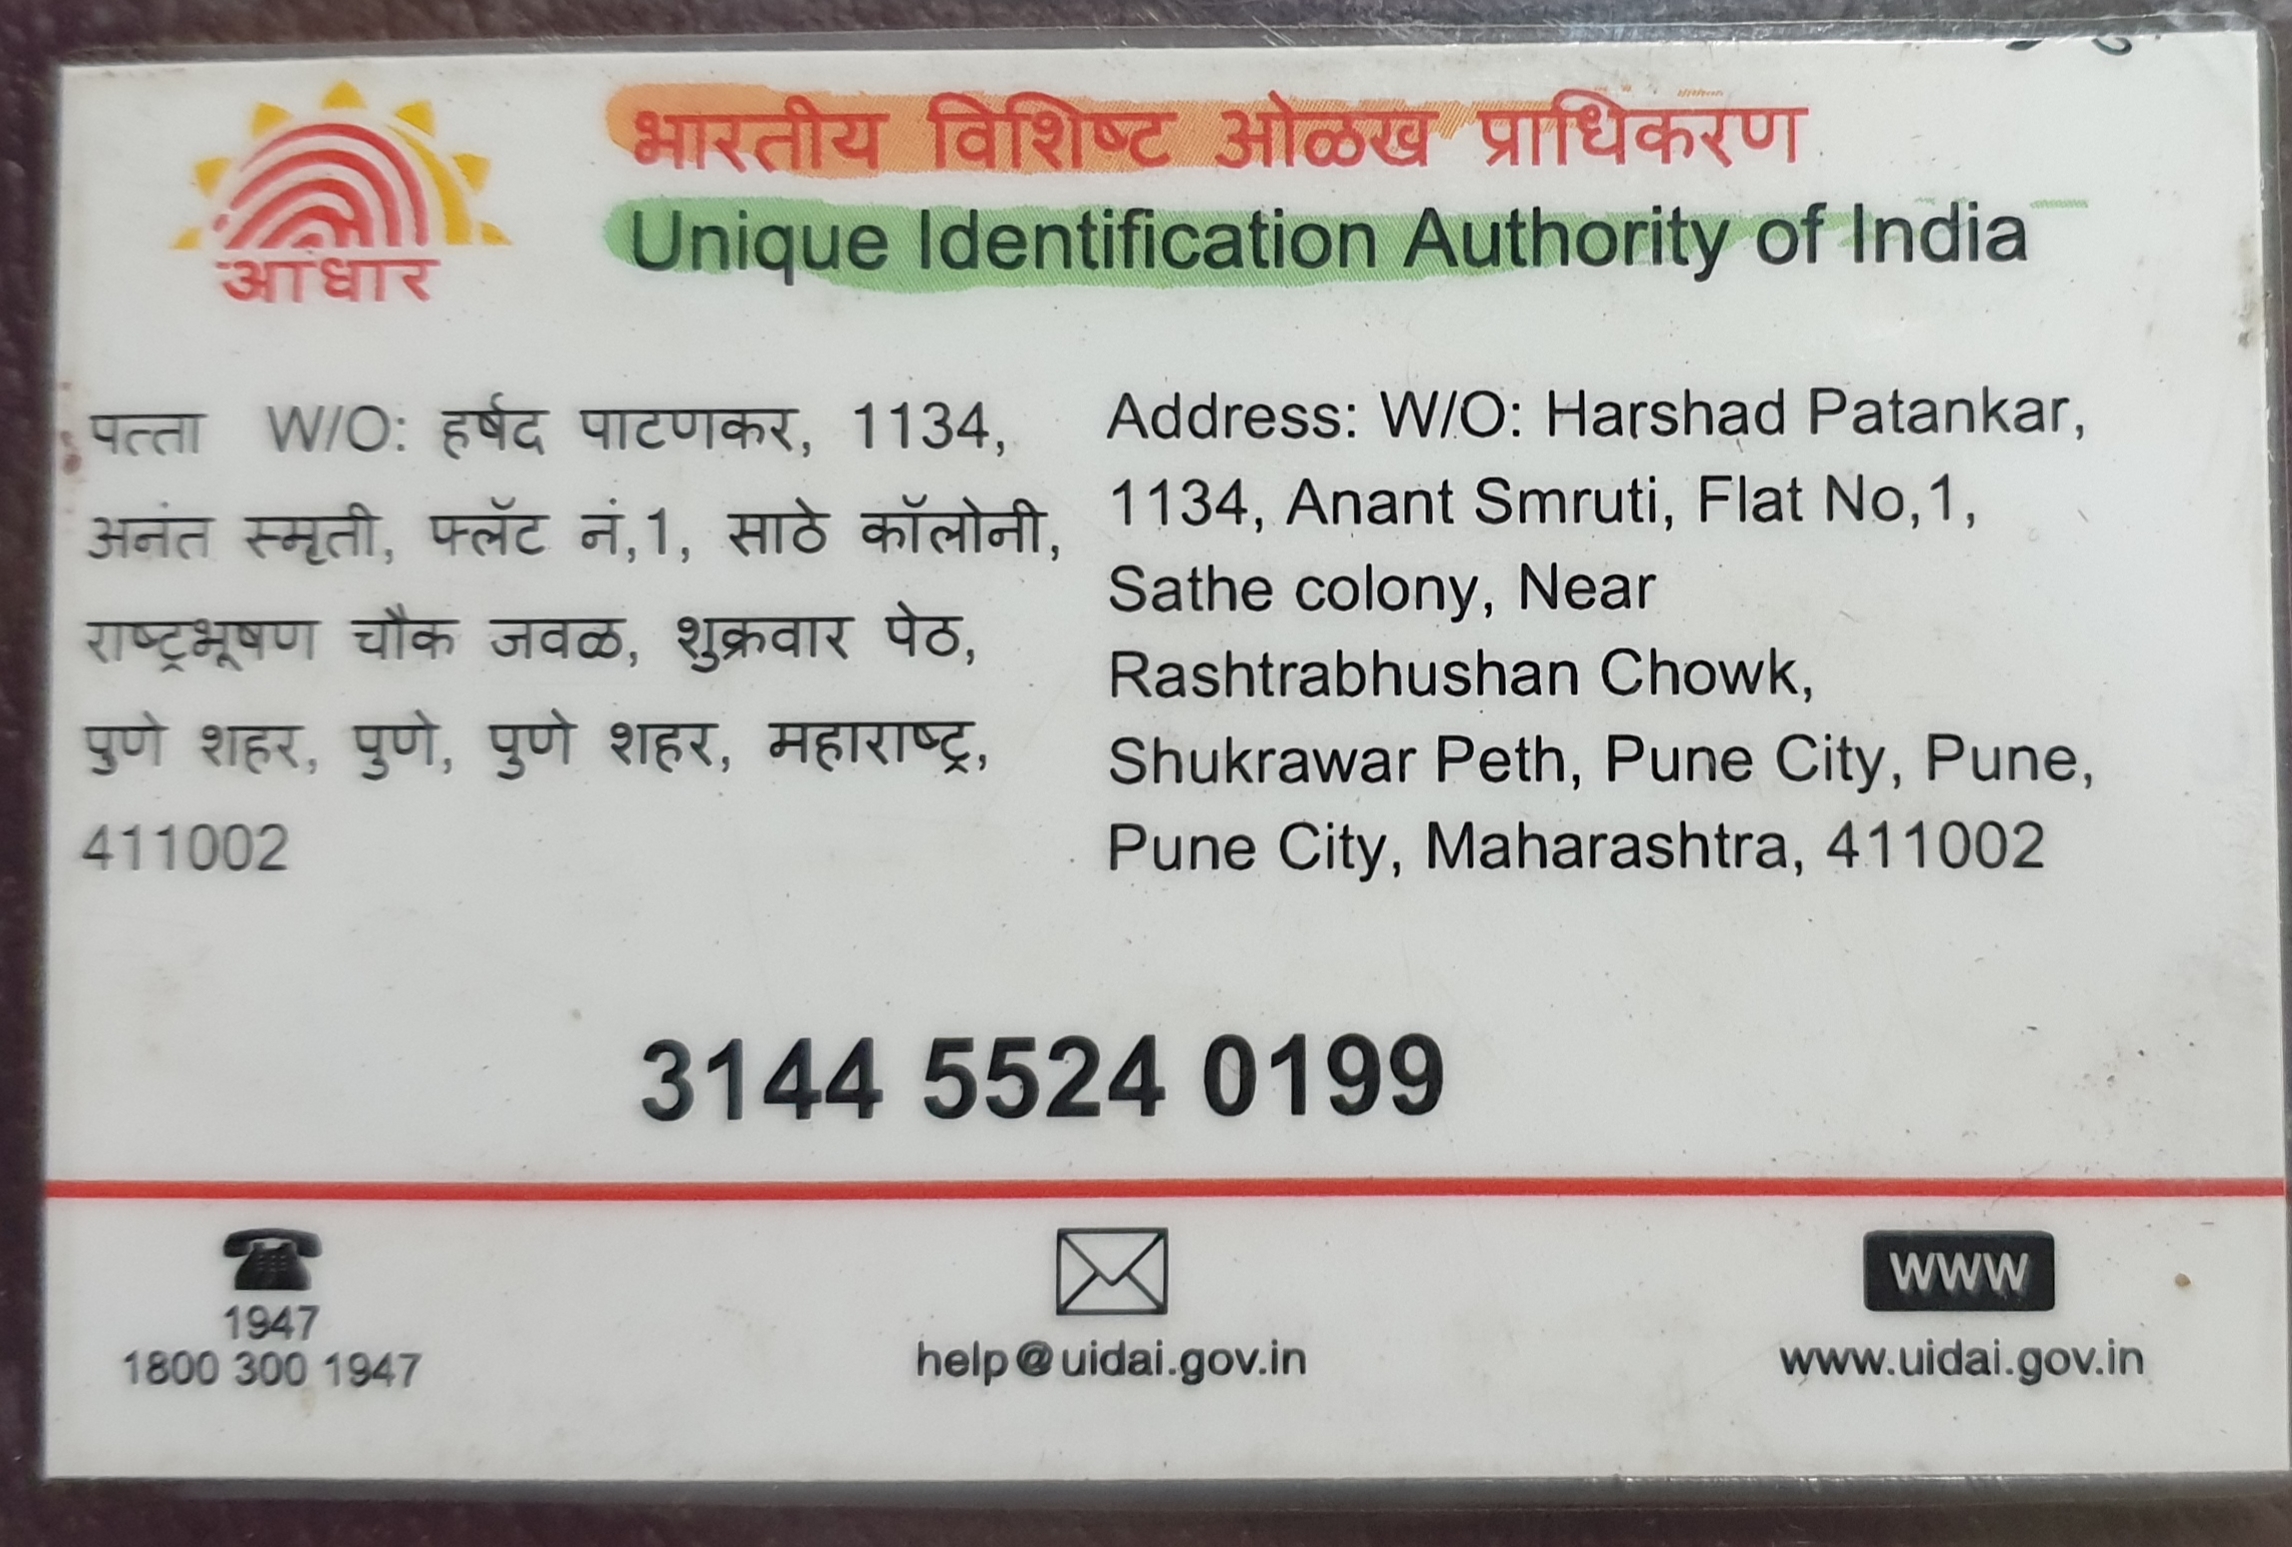 भारतीय विशिष्ट ओळख प्राधिकरण
Unique Identification Authority of India
आधार
पत्ता W/O: हर्षद पाटणकर, 1134,
अनंत स्मृती, फ्लॅट नं,1, साठे कॉलोनी,
राष्ट्रभूषण चौक जवळ, शुक्रवार पेठ,
पुणे शहर, पुणे, पुणे शहर, महाराष्ट्र,
411002
Address: W/O: Harshad Patankar,
1134, Anant Smruti, Flat No,1,
Sathe colony, Near
Rashtrabhushan Chowk,
Shukrawar Peth, Pune City, Pune,
Pune City, Maharashtra, 411002
3144 5524 0199
1947
1800 300 1947
help@uidai.gov.in
WWW
www.uidai.gov.in